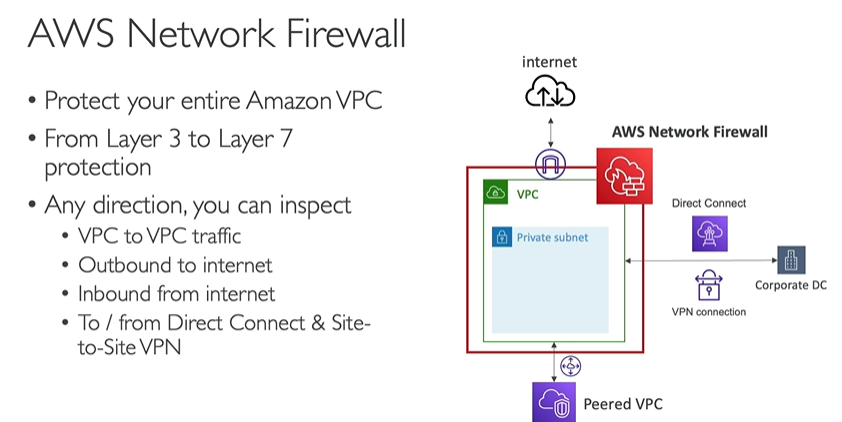 AWS Network Firewall
• Protect your entire Amazon VPC
• From Layer 3 to Layer 7
protection
• Any direction, you can inspect
• VPC to VPC traffic
• Outbound to internet
• Inbound from internet
• To / from Direct Connect & Site-
to-Site VPN
internet
AWS Network Firewall
VPC
Direct Connect
Private subnet
Corporate DC
VPN connection
Peered VPC